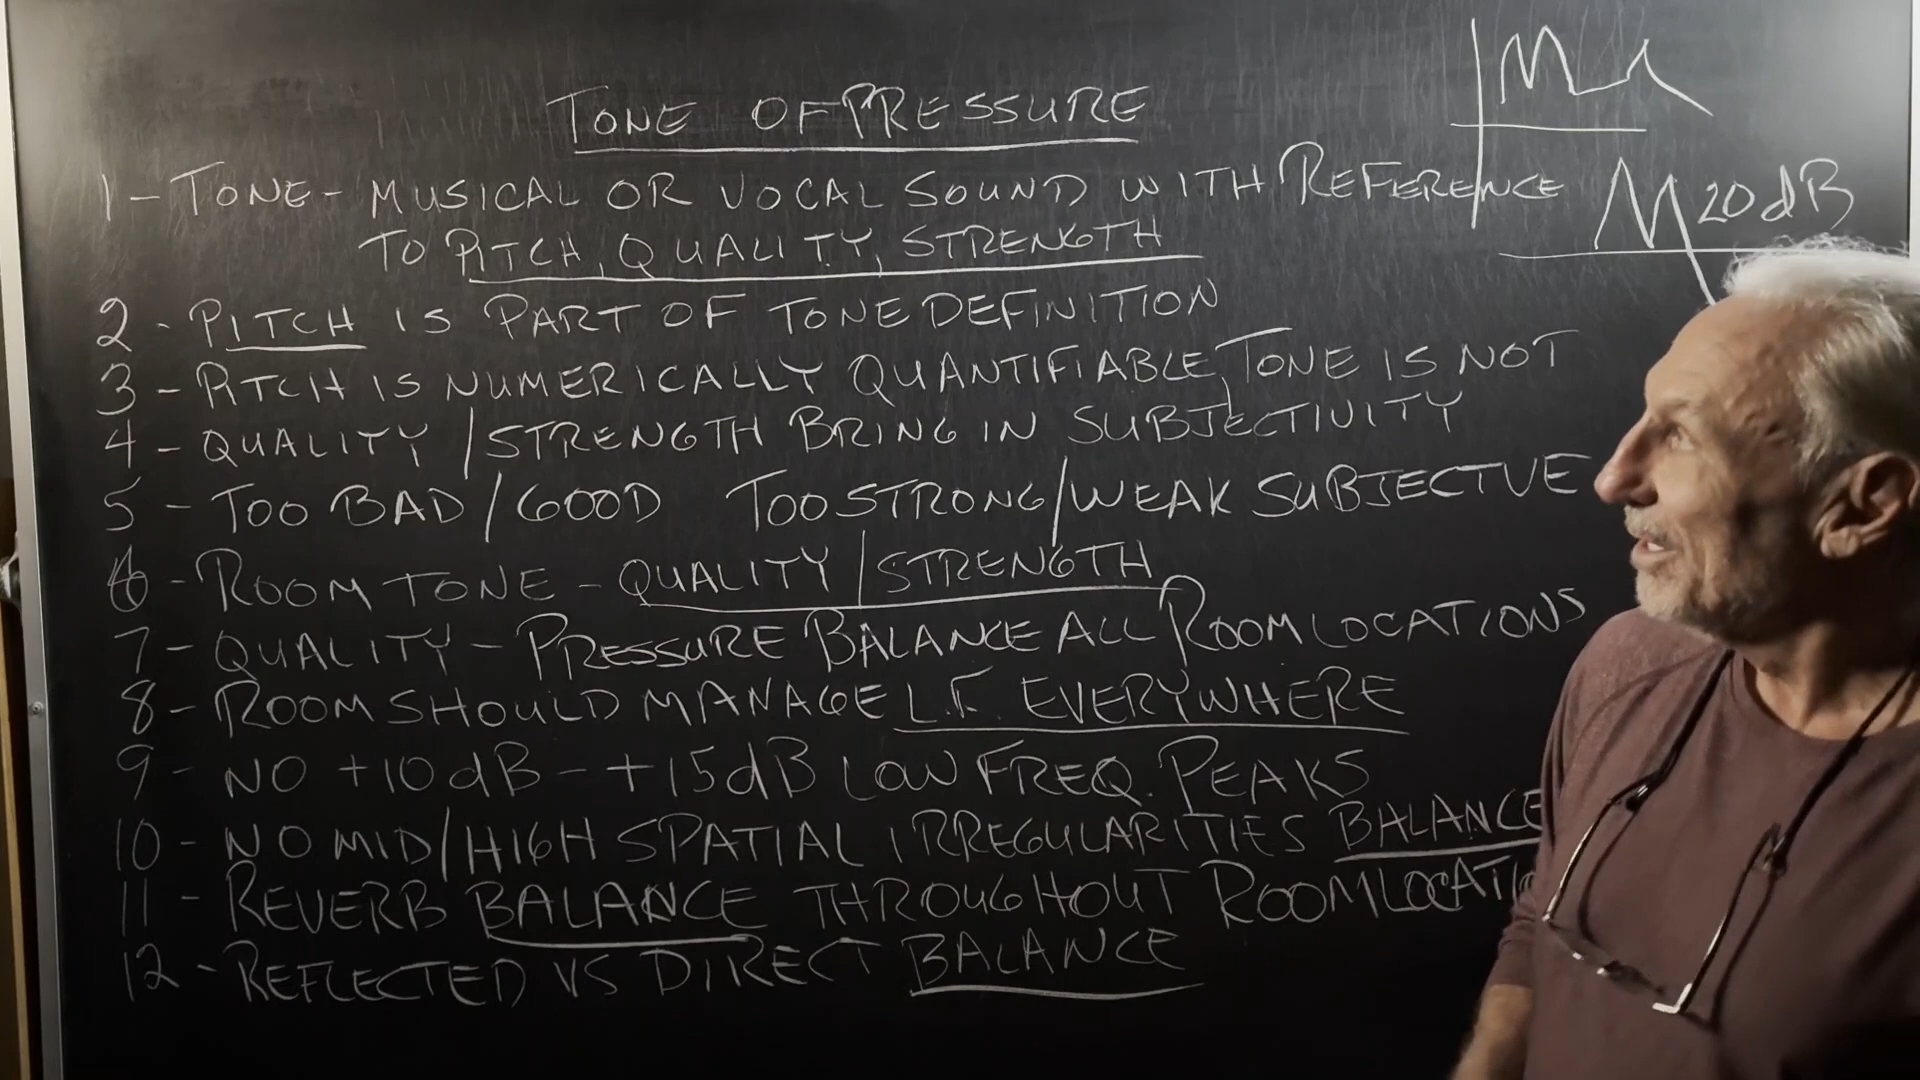 TONE OF PRESSURE
1 - TONE - MUSICAL OR VOCAL SOUND WITH REFERENCE
TO PITCH, QUALITY, STRENGTH
20dB
2 - PITCH IS PART OF TONE DEFINITION
3 - PITCH IS NUMERICALLY QUANTIFIABLE, TONE IS NOT
4 - QUALITY / STRENGTH BRING IN SUBJECTIVITY
5 - TOO BAD / GOOD TOO STRONG / WEAK SUBJECTVE
6 - ROOM TONE - QUALITY / STRENGTH
7 - QUALITY - PRESSURE BALANCE ALL ROOM LOCATIONS
8 - ROOM SHOULD MANAGE L.F. EVERYWHERE
9 - NO +10dB - +15dB LOW FREQ. PEAKS
10 - NO MID / HIGH SPATIAL IRREGULARITIES BALANCE
11 - REVERB BALANCE THROUGHOUT ROOM LOCATIO
12 - REFLECTED VS DIRECT BALANCE